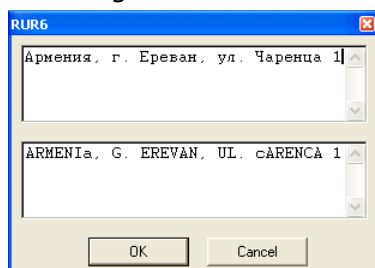 RUR6
Армения, г. Ереван, ул. Чаренца 1
ARMENIa, G. EREVAN, UL. cARENCA 1
OK
Cancel